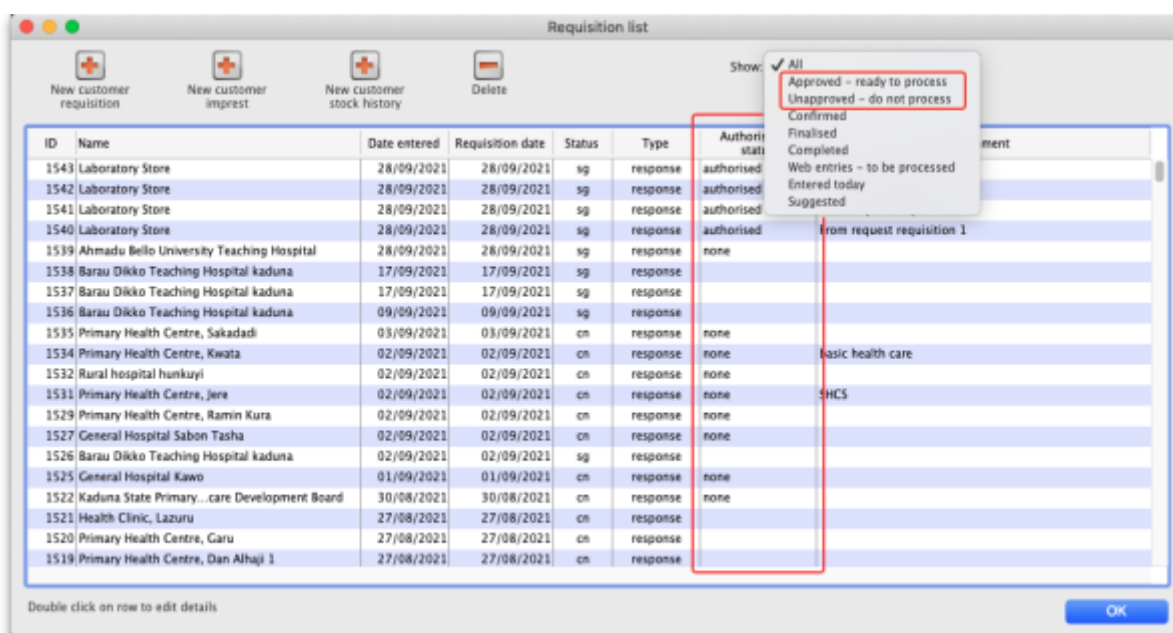 Requisition list
New customer requisition
New customer imprest
New customer stock history
Delete
Show: ✓ All
Approved – ready to process
Unapproved – do not process
Confirmed
Finalised
Completed
Web entries – to be processed
Entered today
Suggested
ID Name Date entered Requisition date Status Type
1543 Laboratory Store 28/09/2021 28/09/2021 sg response authorised
1542 Laboratory Store 28/09/2021 28/09/2021 sg response authorised
1541 Laboratory Store 28/09/2021 28/09/2021 sg response authorised
1540 Laboratory Store 28/09/2021 28/09/2021 sg response authorised From request requisition 1
1539 Ahmadu Bello University Teaching Hospital 28/09/2021 28/09/2021 sg response none
1538 Barau Dikko Teaching Hospital kaduna 17/09/2021 17/09/2021 sg response
1537 Barau Dikko Teaching Hospital kaduna 17/09/2021 17/09/2021 sg response
1536 Barau Dikko Teaching Hospital kaduna 09/09/2021 09/09/2021 sg response
1535 Primary Health Centre, Sakadadi 03/09/2021 03/09/2021 cn response none
1534 Primary Health Centre, Kwata 02/09/2021 02/09/2021 cn response none basic health care
1532 Rural hospital hunkuyi 02/09/2021 02/09/2021 cn response none
1531 Primary Health Centre, Jere 02/09/2021 02/09/2021 cn response none SHCS
1529 Primary Health Centre, Ramin Kura 02/09/2021 02/09/2021 cn response none
1527 General Hospital Sabon Tasha 02/09/2021 02/09/2021 cn response none
1526 Barau Dikko Teaching Hospital kaduna 02/09/2021 02/09/2021 sg response
1525 General Hospital Kawo 01/09/2021 01/09/2021 cn response none
1522 Kaduna State Primary...care Development Board 30/08/2021 30/08/2021 cn response none
1521 Health Clinic, Lazuru 27/08/2021 27/08/2021 cn response
1520 Primary Health Centre, Garu 27/08/2021 27/08/2021 cn response
1519 Primary Health Centre, Dan Alhaji 1 27/08/2021 27/08/2021 cn response
Double click on row to edit details
OK